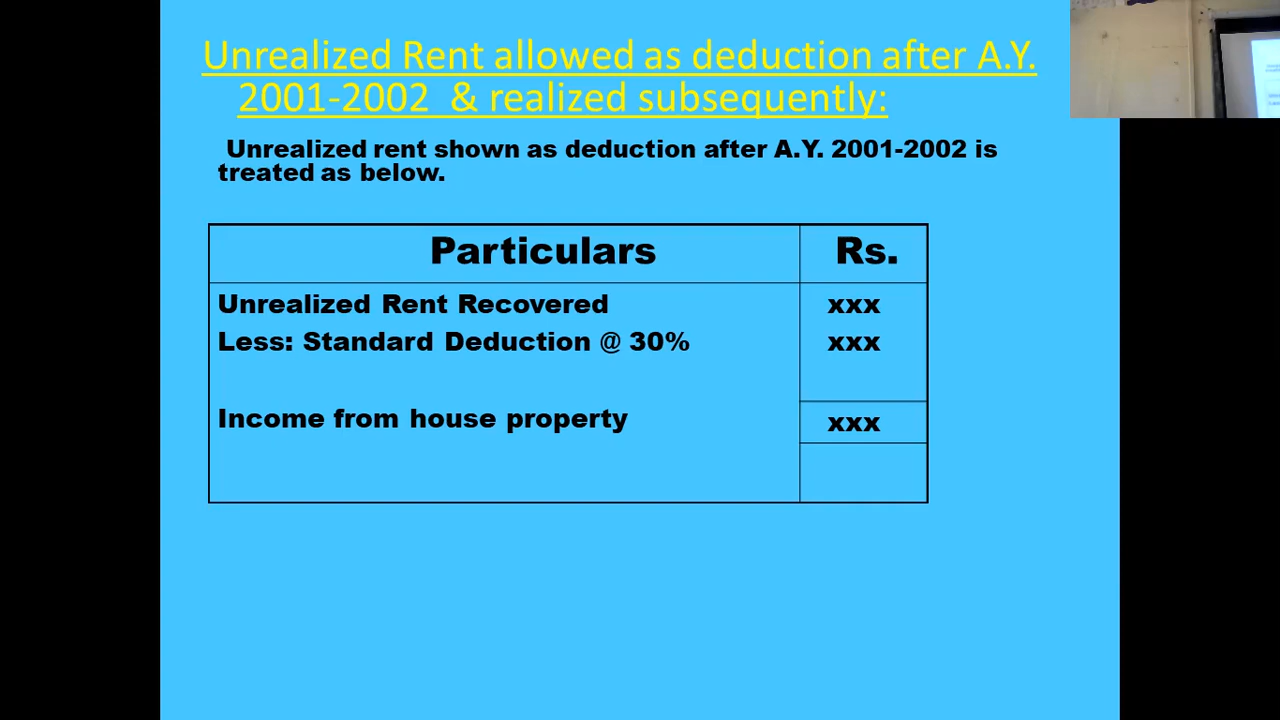 Unrealized Rent allowed as deduction after A.Y.
2001-2002 & realized subsequently:
Unrealized rent shown as deduction after A.Y. 2001-2002 is
treated as below.
Particulars Rs.
Unrealized Rent Recovered xxx
Less: Standard Deduction @ 30% xxx
Income from house property xxx